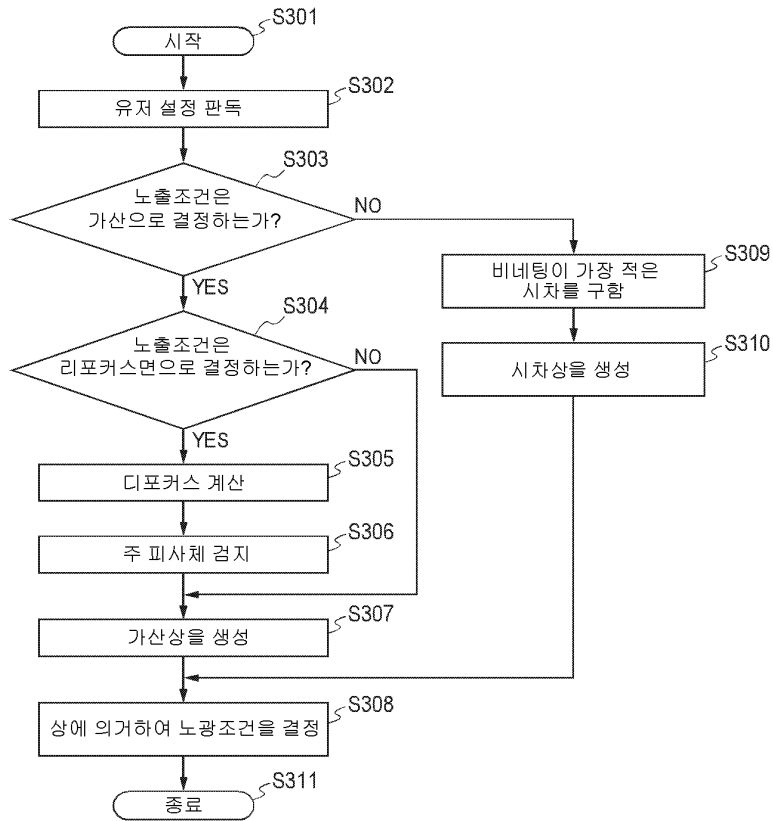 S301
시작
S302
유저 설정 판독
S303
노출조건은
가산으로 결정하는가?
NO
YES
S309
비네팅이 가장 적은
시차를 구함
S304
노출조건은
리포커스면으로 결정하는가?
NO
YES
S310
시차상을 생성
S305
디포커스 계산
S306
주 피사체 검지
S307
가산상을 생성
S308
상에 의거하여 노광조건을 결정
S311
종료